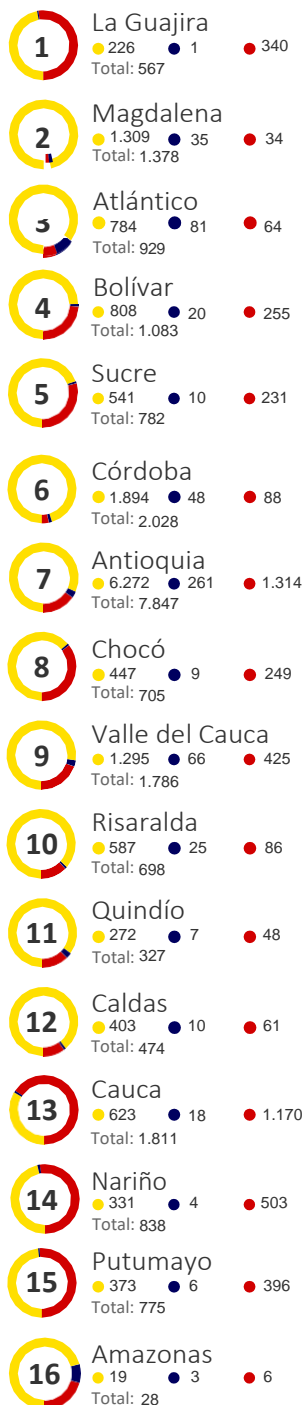 1
La Guajira
226 1 340
Total: 567
2
Magdalena
1.309 35 34
Total: 1.378
3
Atlántico
784 81 64
Total: 929
4
Bolívar
808 20 255
Total: 1.083
5
Sucre
541 10 231
Total: 782
6
Córdoba
1.894 48 88
Total: 2.028
7
Antioquia
6.272 261 1.314
Total: 7.847
8
Chocó
447 9 249
Total: 705
9
Valle del Cauca
1.295 66 425
Total: 1.786
10
Risaralda
587 25 86
Total: 698
11
Quindío
272 7 48
Total: 327
12
Caldas
403 10 61
Total: 474
13
Cauca
623 18 1.170
Total: 1.811
14
Nariño
331 4 503
Total: 838
15
Putumayo
373 6 396
Total: 775
16
Amazonas
19 3 6
Total: 28